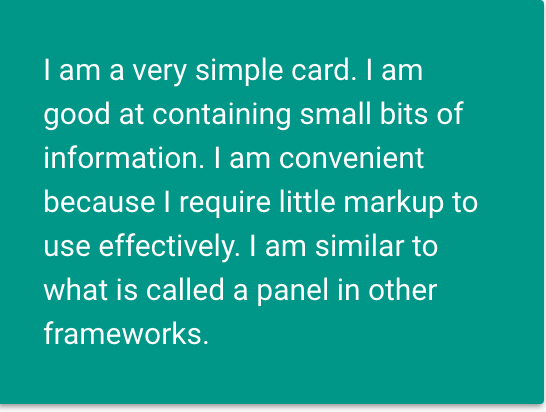 I am a very simple card. I am
good at containing small bits of
information. I am convenient
because I require little markup to
use effectively. I am similar to
what is called a panel in other
frameworks.